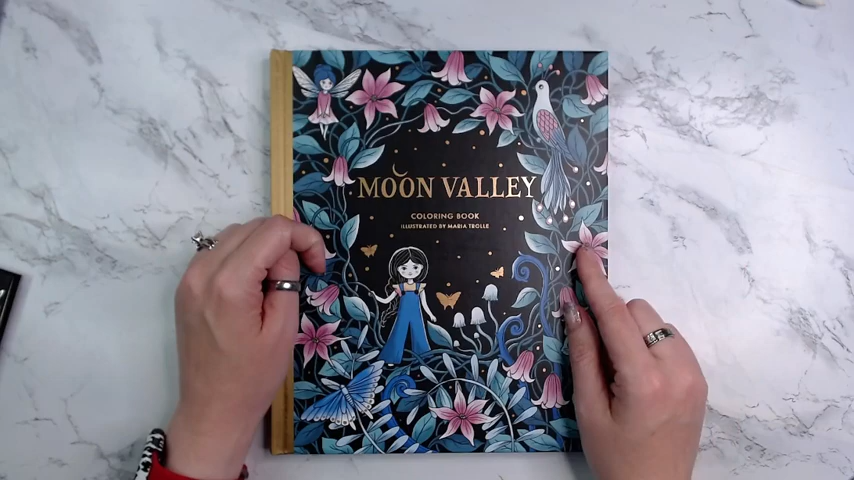 MOON VALLEY
COLORING BOOK
ILLUSTRATED BY MARIA TROLLE